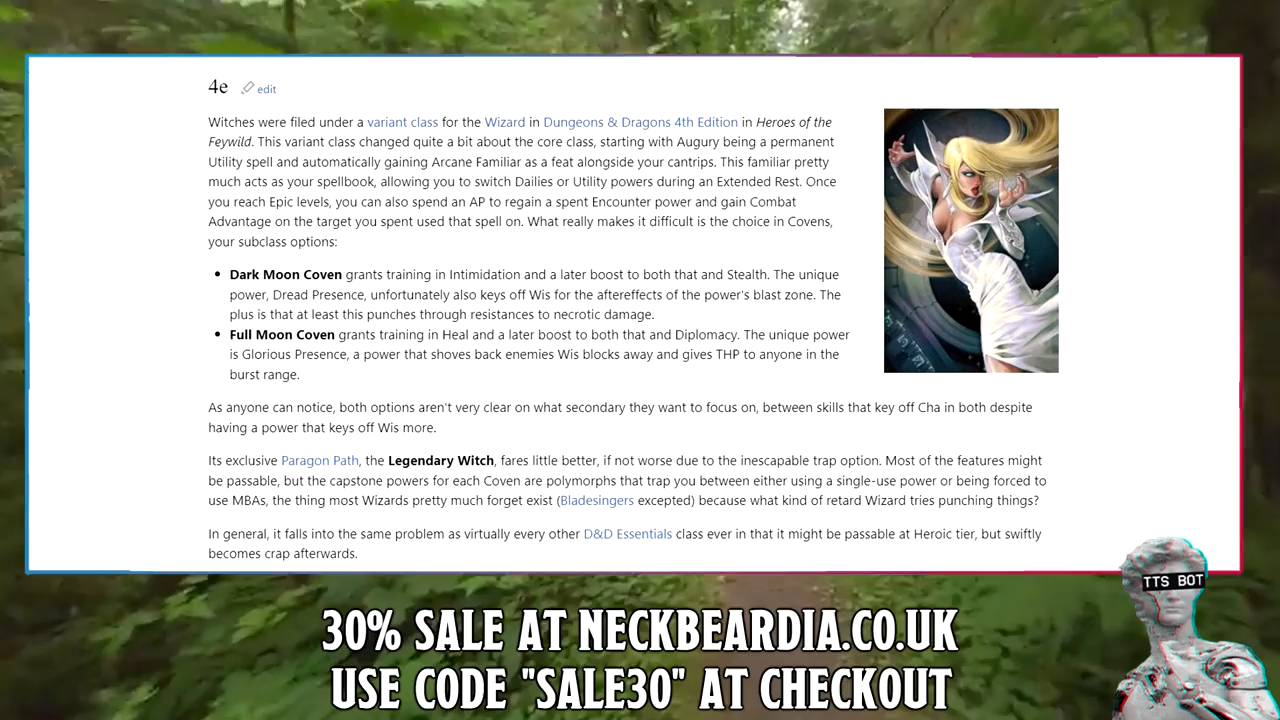 4e edit
Witches were filed under a variant class for the Wizard in Dungeons & Dragons 4th Edition in Heroes of the
Feywild. This variant class changed quite a bit about the core class, starting with Augury being a permanent
Utility spell and automatically gaining Arcane Familiar as a feat alongside your cantrips. This familiar pretty
much acts as your spellbook, allowing you to switch Dailies or Utility powers during an Extended Rest. Once
you reach Epic levels, you can also spend an AP to regain a spent Encounter power and gain Combat
Advantage on the target you spent used that spell on. What really makes it difficult is the choice in Covens,
your subclass options:
• Dark Moon Coven grants training in Intimidation and a later boost to both that and Stealth. The unique
power, Dread Presence, unfortunately also keys off Wis for the aftereffects of the power's blast zone. The
plus is that at least this punches through resistances to necrotic damage.
• Full Moon Coven grants training in Heal and a later boost to both that and Diplomacy. The unique power
is Glorious Presence, a power that shoves back enemies Wis blocks away and gives THP to anyone in the
burst range.
As anyone can notice, both options aren't very clear on what secondary they want to focus on, between skills that key off Cha in both despite
having a power that keys off Wis more.
Its exclusive Paragon Path, the Legendary Witch, fares little better, if not worse due to the inescapable trap option. Most of the features might
be passable, but the capstone powers for each Coven are polymorphs that trap you between either using a single-use power or being forced to
use MBAs, the thing most Wizards pretty much forget exist (Bladesingers excepted) because what kind of retard Wizard tries punching things?
In general, it falls into the same problem as virtually every other D&D Essentials class ever in that it might be passable at Heroic tier, but swiftly
becomes crap afterwards.
TTS BOT
30% SALE AT NECKBEARDIA.CO.UK
USE CODE "SALE30" AT CHECKOUT